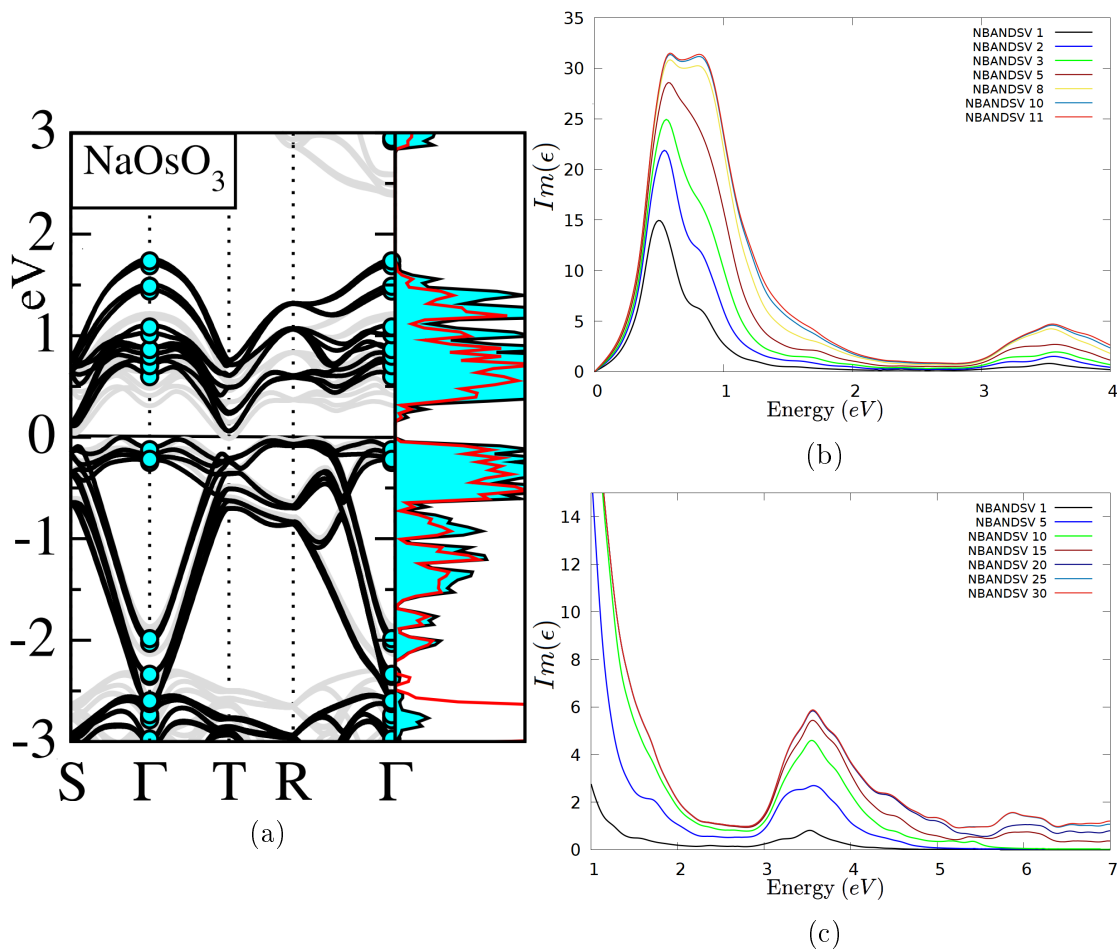 NaOsO3
eV
3
2
1
0
-1
-2
-3
S Γ T R Γ
(a)
Im(ϵ)
35
30
25
20
15
10
5
0
NBANDSV 1
NBANDSV 2
NBANDSV 3
NBANDSV 5
NBANDSV 8
NBANDSV 10
NBANDSV 11
0 1 2 3 4
Energy (eV)
(b)
Im(ϵ)
14
12
10
8
6
4
2
0
NBANDSV 1
NBANDSV 5
NBANDSV 10
NBANDSV 15
NBANDSV 20
NBANDSV 25
NBANDSV 30
1 2 3 4 5 6 7
Energy (eV)
(c)